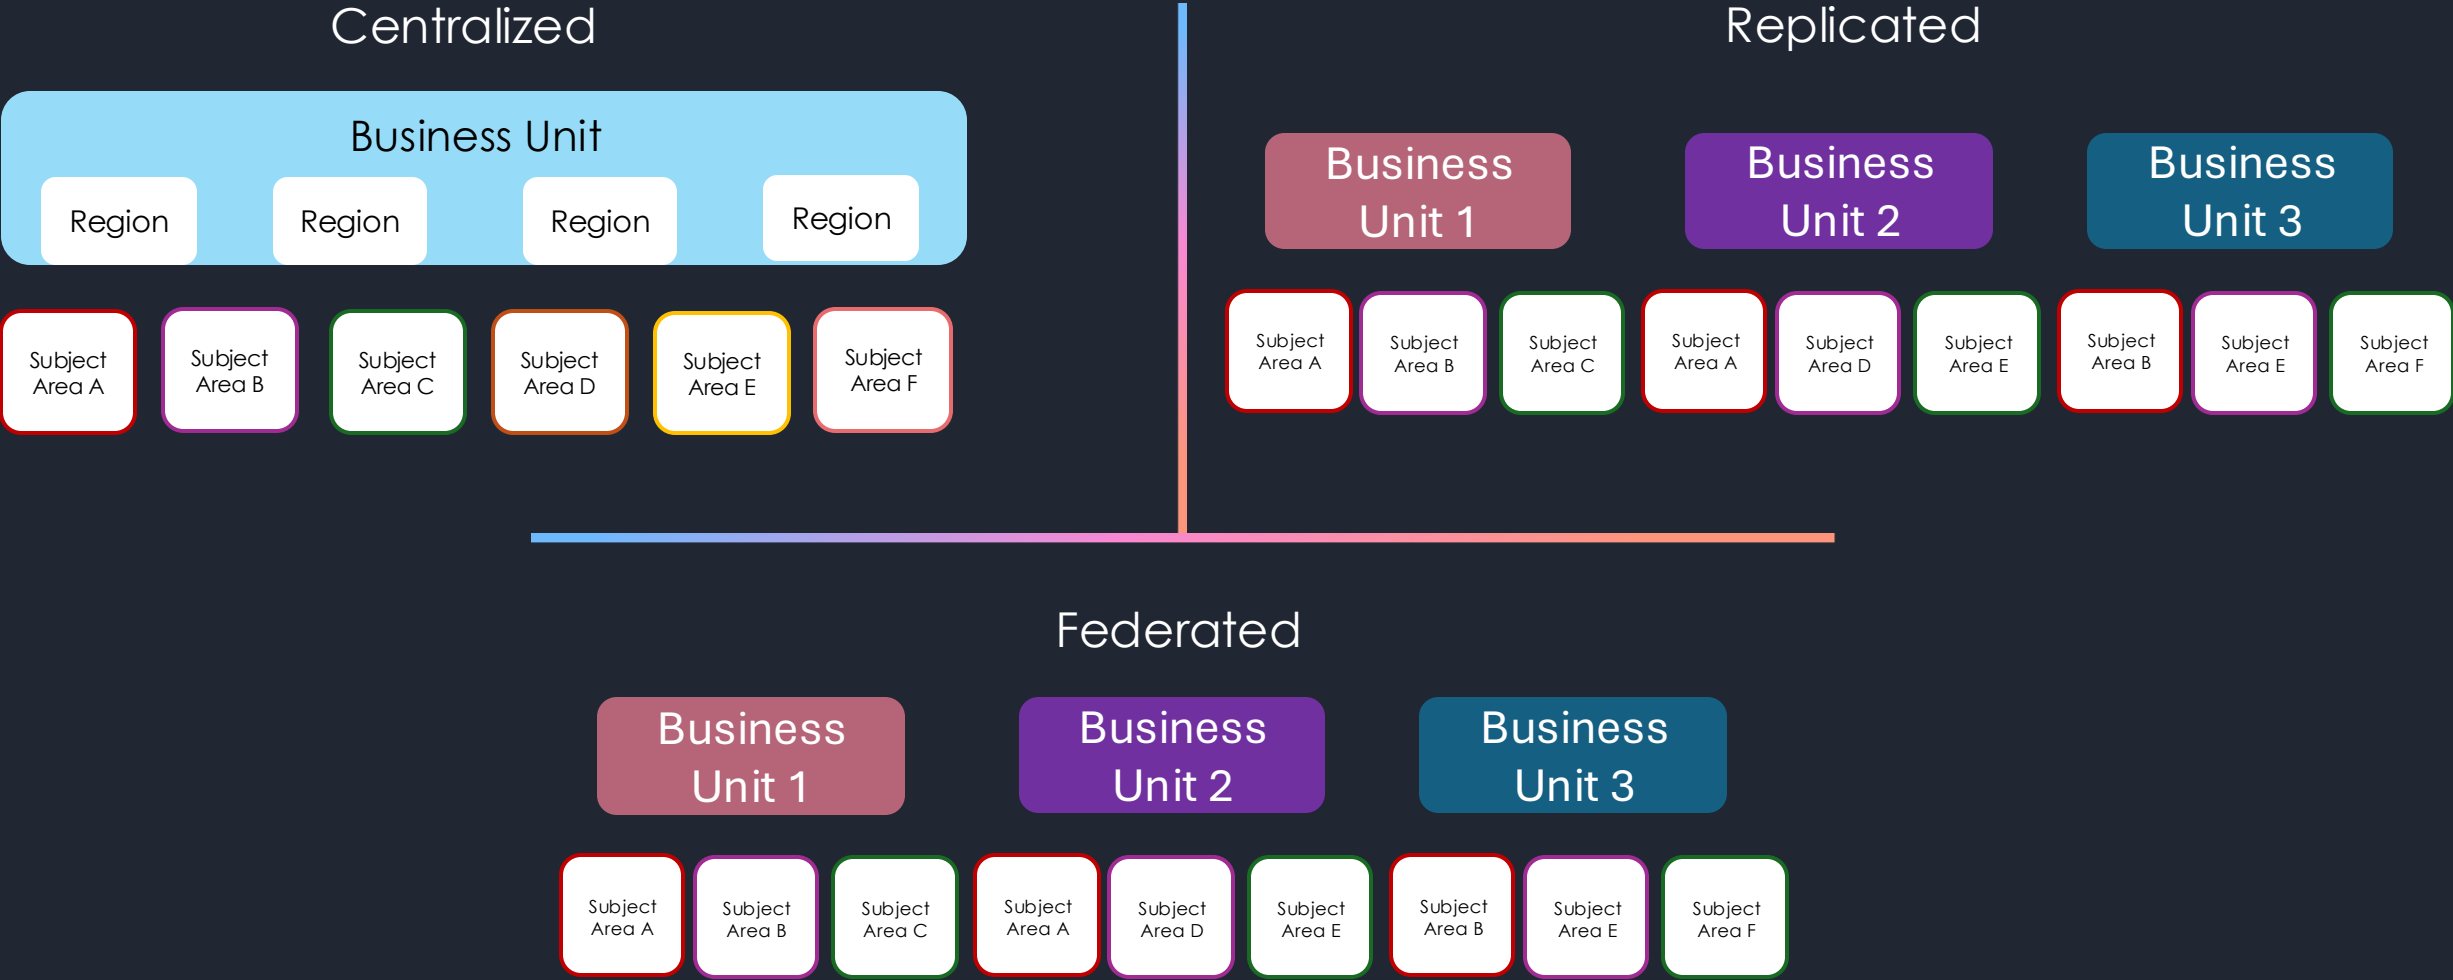 Centralized
Business Unit
Region
Region
Region
Region
Subject
Area A
Subject
Area B
Subject
Area C
Subject
Area D
Subject
Area E
Subject
Area F
Replicated
Business
Unit 1
Business
Unit 2
Business
Unit 3
Subject
Area A
Subject
Area B
Subject
Area C
Subject
Area A
Subject
Area D
Subject
Area E
Subject
Area B
Subject
Area E
Subject
Area F
Federated
Business
Unit 1
Business
Unit 2
Business
Unit 3
Subject
Area A
Subject
Area B
Subject
Area C
Subject
Area A
Subject
Area D
Subject
Area E
Subject
Area B
Subject
Area E
Subject
Area F